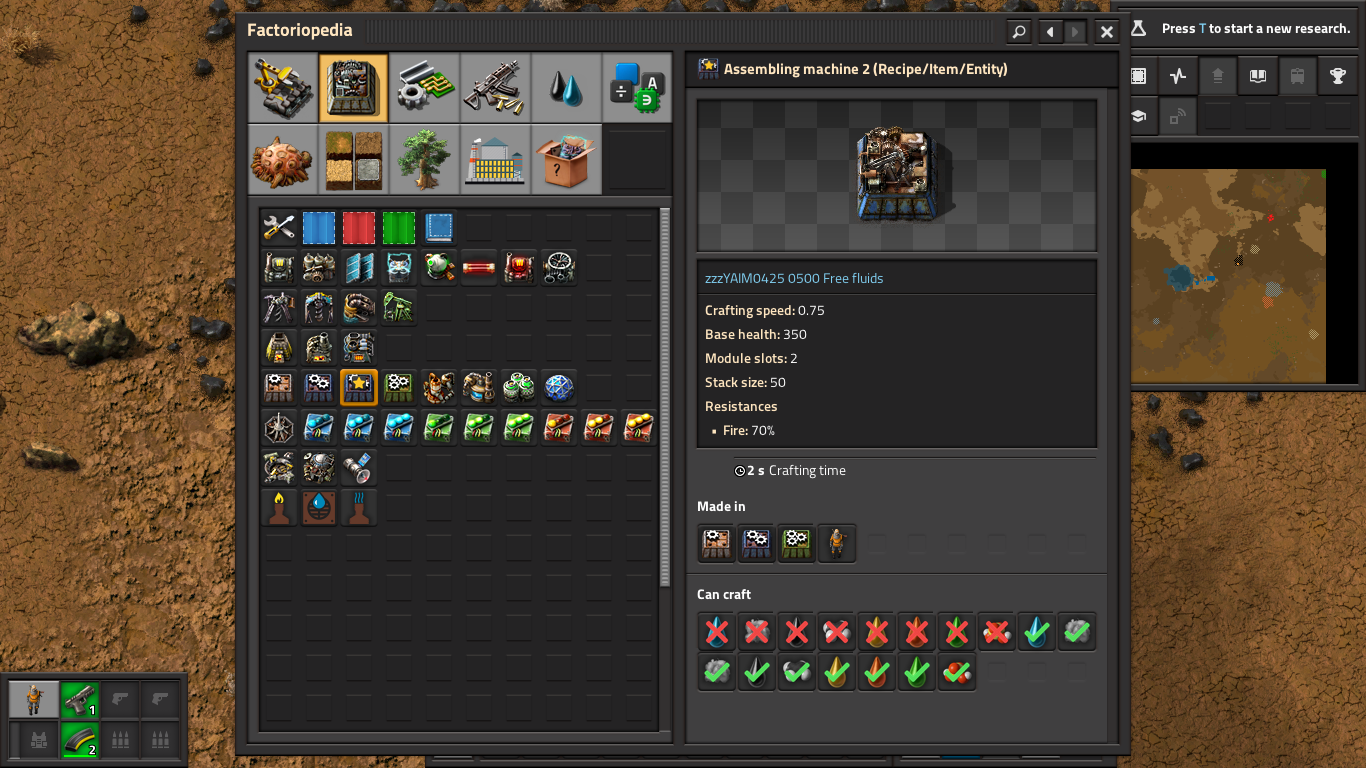 Factoriopedia
Press T to start a new research.
Assembling machine 2 (Recipe/Item/Entity)
A
?
zzzYAIM0425 0500 Free fluids
Crafting speed: 0.75
Base health: 350
Module slots: 2
Stack size: 50
Resistances
• Fire: 70%
2 s Crafting time
Made in
Can craft
1
2